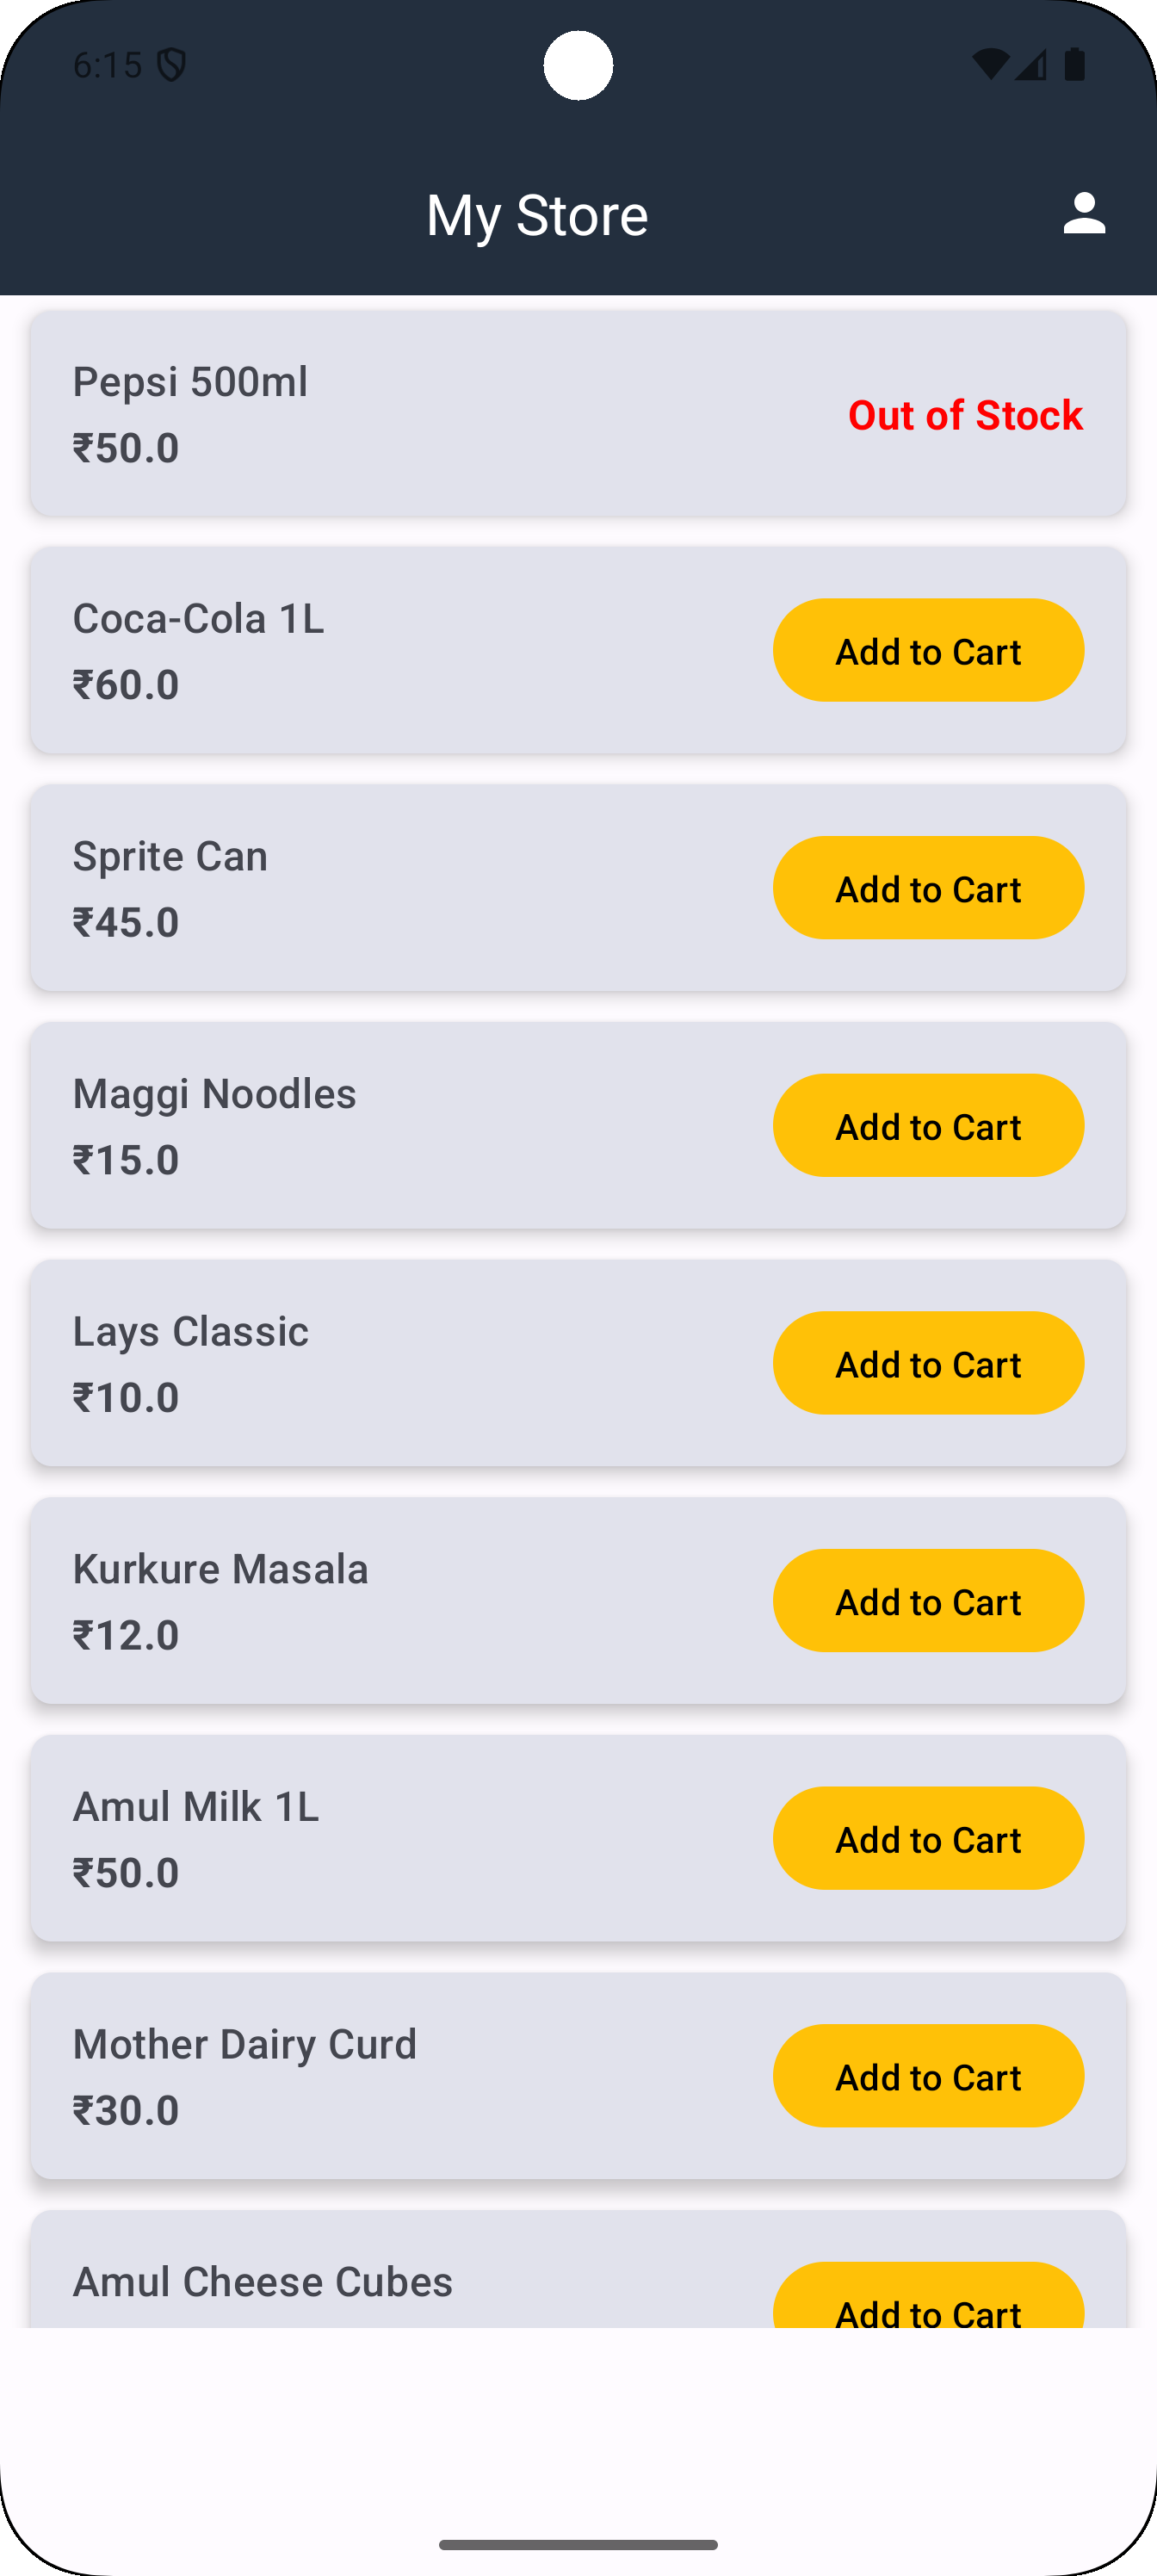 6:15
My Store
Pepsi 500ml
₹50.0
Out of Stock
Coca-Cola 1L
₹60.0
Add to Cart
Sprite Can
₹45.0
Add to Cart
Maggi Noodles
₹15.0
Add to Cart
Lays Classic
₹10.0
Add to Cart
Kurkure Masala
₹12.0
Add to Cart
Amul Milk 1L
₹50.0
Add to Cart
Mother Dairy Curd
₹30.0
Add to Cart
Amul Cheese Cubes
Add to Cart